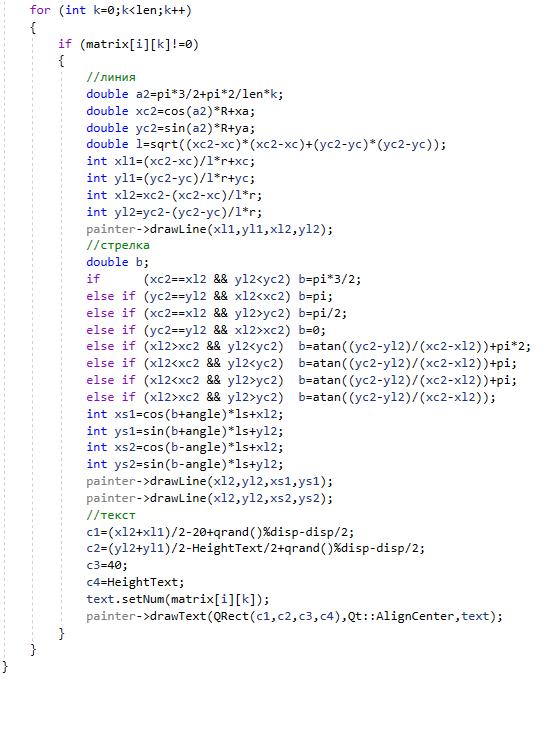 for (int k=0;k<len;k++)
{
if (matrix[i][k]!=0)
{
//линия
double a2=pi*3/2+pi*2/len*k;
double xc2=cos(a2)*R+xa;
double yc2=sin(a2)*R+ya;
double l=sqrt((xc2-xc)*(xc2-xc)+(yc2-yc)*(yc2-yc));
int xl1=(xc2-xc)/l*r+xc;
int yl1=(yc2-yc)/l*r+yc;
int xl2=xc2-(xc2-xc)/l*r;
int yl2=yc2-(yc2-yc)/l*r;
painter->drawLine(xl1,yl1,xl2,yl2);
//стрелка
double b;
if      (xc2==xl2 && yl2<yc2) b=pi*3/2;
else if (yc2==yl2 && xl2<xc2) b=pi;
else if (xc2==xl2 && yl2>yc2) b=pi/2;
else if (yc2==yl2 && xl2>xc2) b=0;
else if (xl2>xc2 && yl2<yc2)  b=atan((yc2-yl2)/(xc2-xl2))+pi*2;
else if (xl2<xc2 && yl2<yc2)  b=atan((yc2-yl2)/(xc2-xl2))+pi;
else if (xl2<xc2 && yl2>yc2)  b=atan((yc2-yl2)/(xc2-xl2))+pi;
else if (xl2>xc2 && yl2>yc2)  b=atan((yc2-yl2)/(xc2-xl2));
int xs1=cos(b+angle)*ls+xl2;
int ys1=sin(b+angle)*ls+yl2;
int xs2=cos(b-angle)*ls+xl2;
int ys2=sin(b-angle)*ls+yl2;
painter->drawLine(xl2,yl2,xs1,ys1);
painter->drawLine(xl2,yl2,xs2,ys2);
//текст
c1=(xl2+xl1)/2-20+qrand()%disp-disp/2;
c2=(yl2+yl1)/2-HeightText/2+qrand()%disp-disp/2;
c3=40;
c4=HeightText;
text.setNum(matrix[i][k]);
painter->drawText(QRect(c1,c2,c3,c4),Qt::AlignCenter,text);
}
}
}